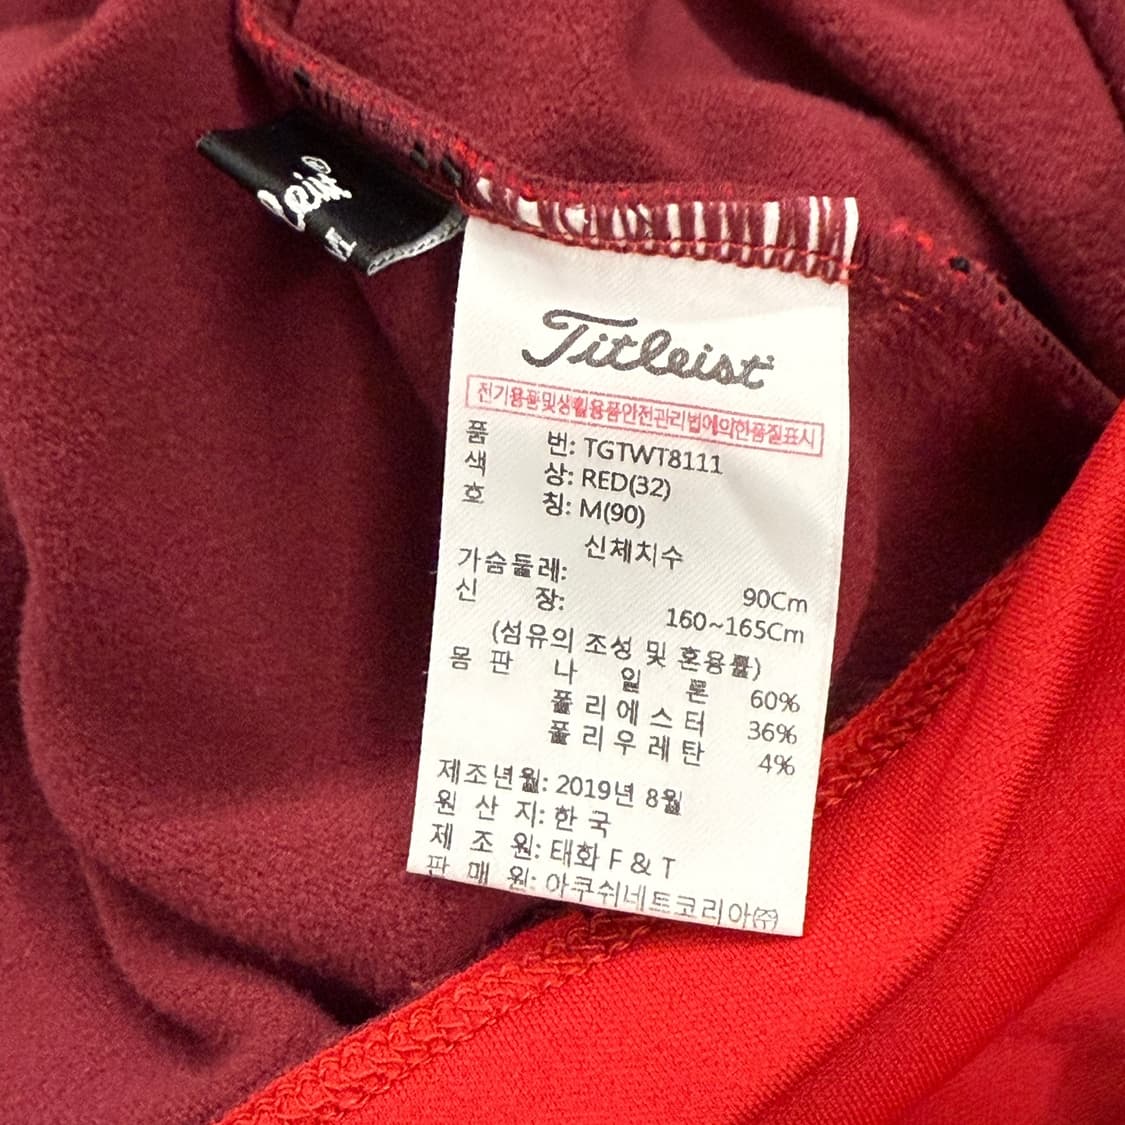 leist®
M
Titleist
전기용품및생활용품안전관리법에의한품질표시
품 번: TGTWT8111
색 상: RED(32)
호 칭: M(90)
신체치수
가슴둘레: 90Cm
신 장: 160~165Cm
(섬유의 조성 및 혼용률)
몸 판 나 일 론 60%
폴 리 에 스 터 36%
폴 리 우 레 탄 4%
제조년월: 2019년 8월
원 산 지: 한 국
제 조 원: 태화 F & T
판 매 원: 아쿠쉬네트코리아㈜